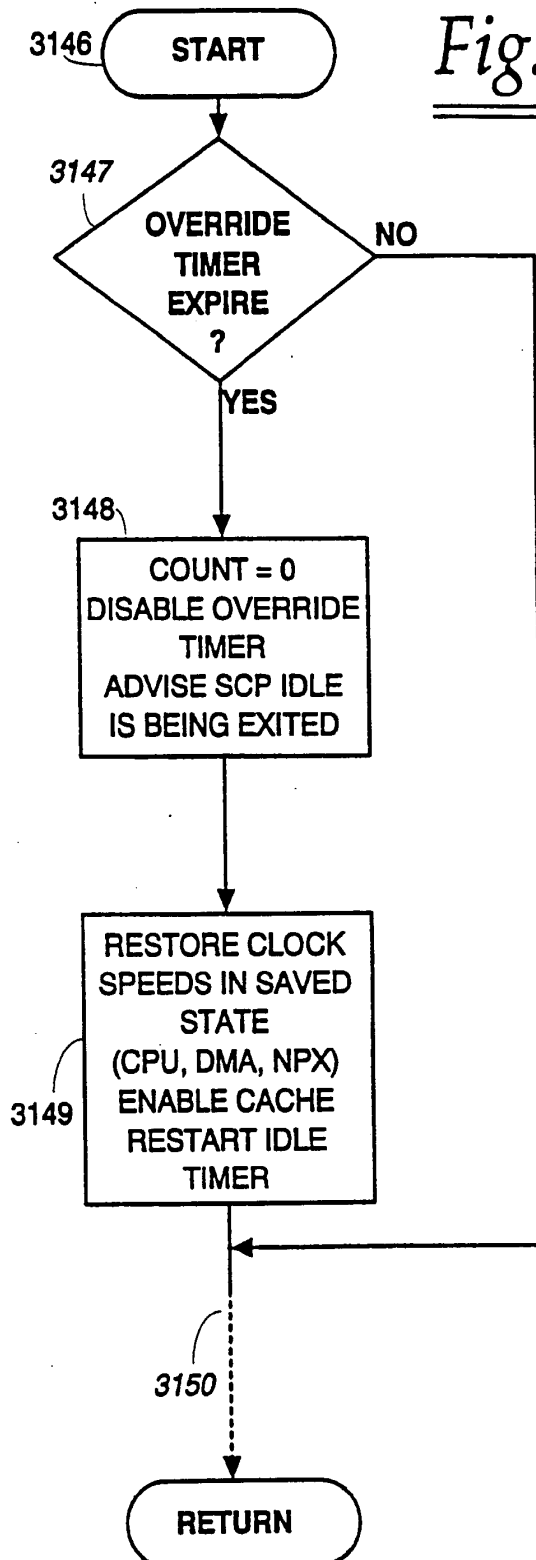 3146
START
Fig.
3147
OVERRIDE
TIMER
EXPIRE
?
NO
YES
3148
COUNT = 0
DISABLE OVERRIDE
TIMER
ADVISE SCP IDLE
IS BEING EXITED
RESTORE CLOCK
SPEEDS IN SAVED
STATE
(CPU, DMA, NPX)
ENABLE CACHE
RESTART IDLE
TIMER
3149
3150
RETURN